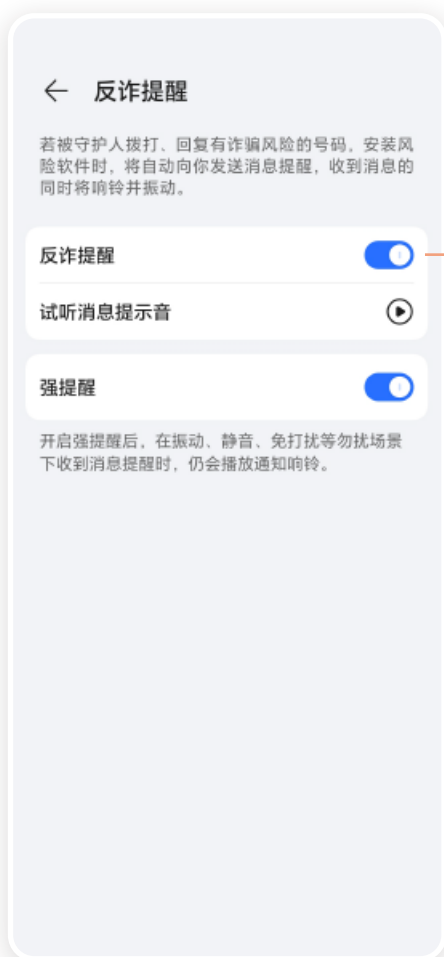 反诈提醒
若被守护人拨打、回复有诈骗风险的号码，安装风
险软件时，将自动向你发送消息提醒，收到消息的
同时将响铃并振动。
反诈提醒
试听消息提示音
强提醒
开启强提醒后，在振动、静音、免打扰等勿扰场景
下收到消息提醒时，仍会播放通知响铃。